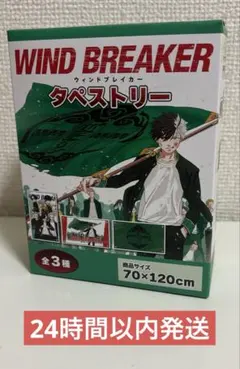 WIND BREAKER
ウィンドブレイカー
タペストリー
全3種
商品サイズ
70×120cm
24時間以内発送